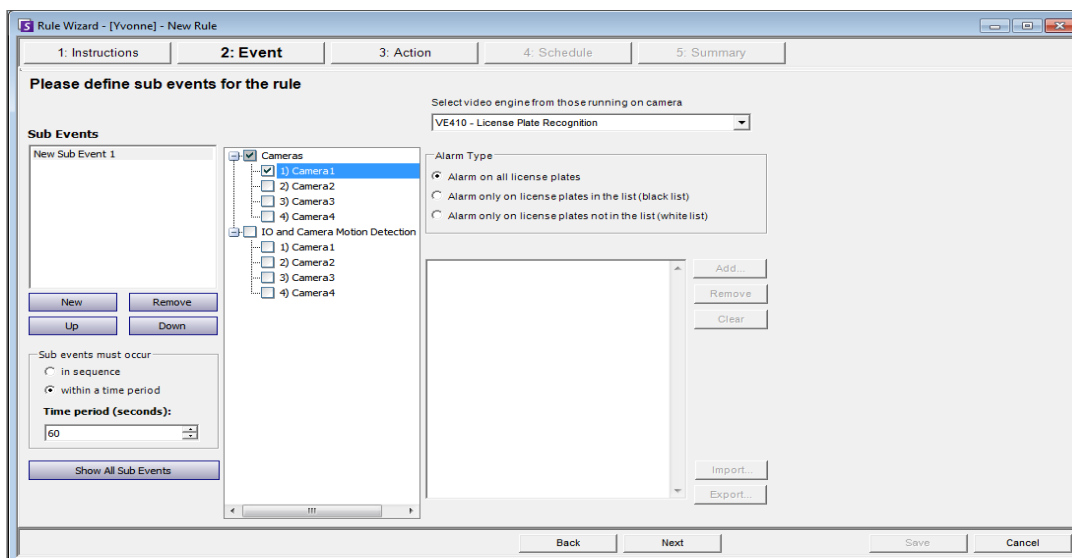 Rule Wizard - [Yvonne] - New Rule
1: Instructions
2: Event
3: Action
4: Schedule
5: Summary
Please define sub events for the rule
Select video engine from those running on camera
VE410 - License Plate Recognition
Sub Events
New Sub Event 1
New
Remove
Up
Down
Sub events must occur
in sequence
within a time period
Time period (seconds):
60
Show All Sub Events
Cameras
1) Camera1
2) Camera2
3) Camera3
4) Camera4
IO and Camera Motion Detection
1) Camera1
2) Camera2
3) Camera3
4) Camera4
Alarm Type
Alarm on all license plates
Alarm only on license plates in the list (black list)
Alarm only on license plates not in the list (white list)
Add...
Remove
Clear
Import...
Export...
Back
Next
Save
Cancel